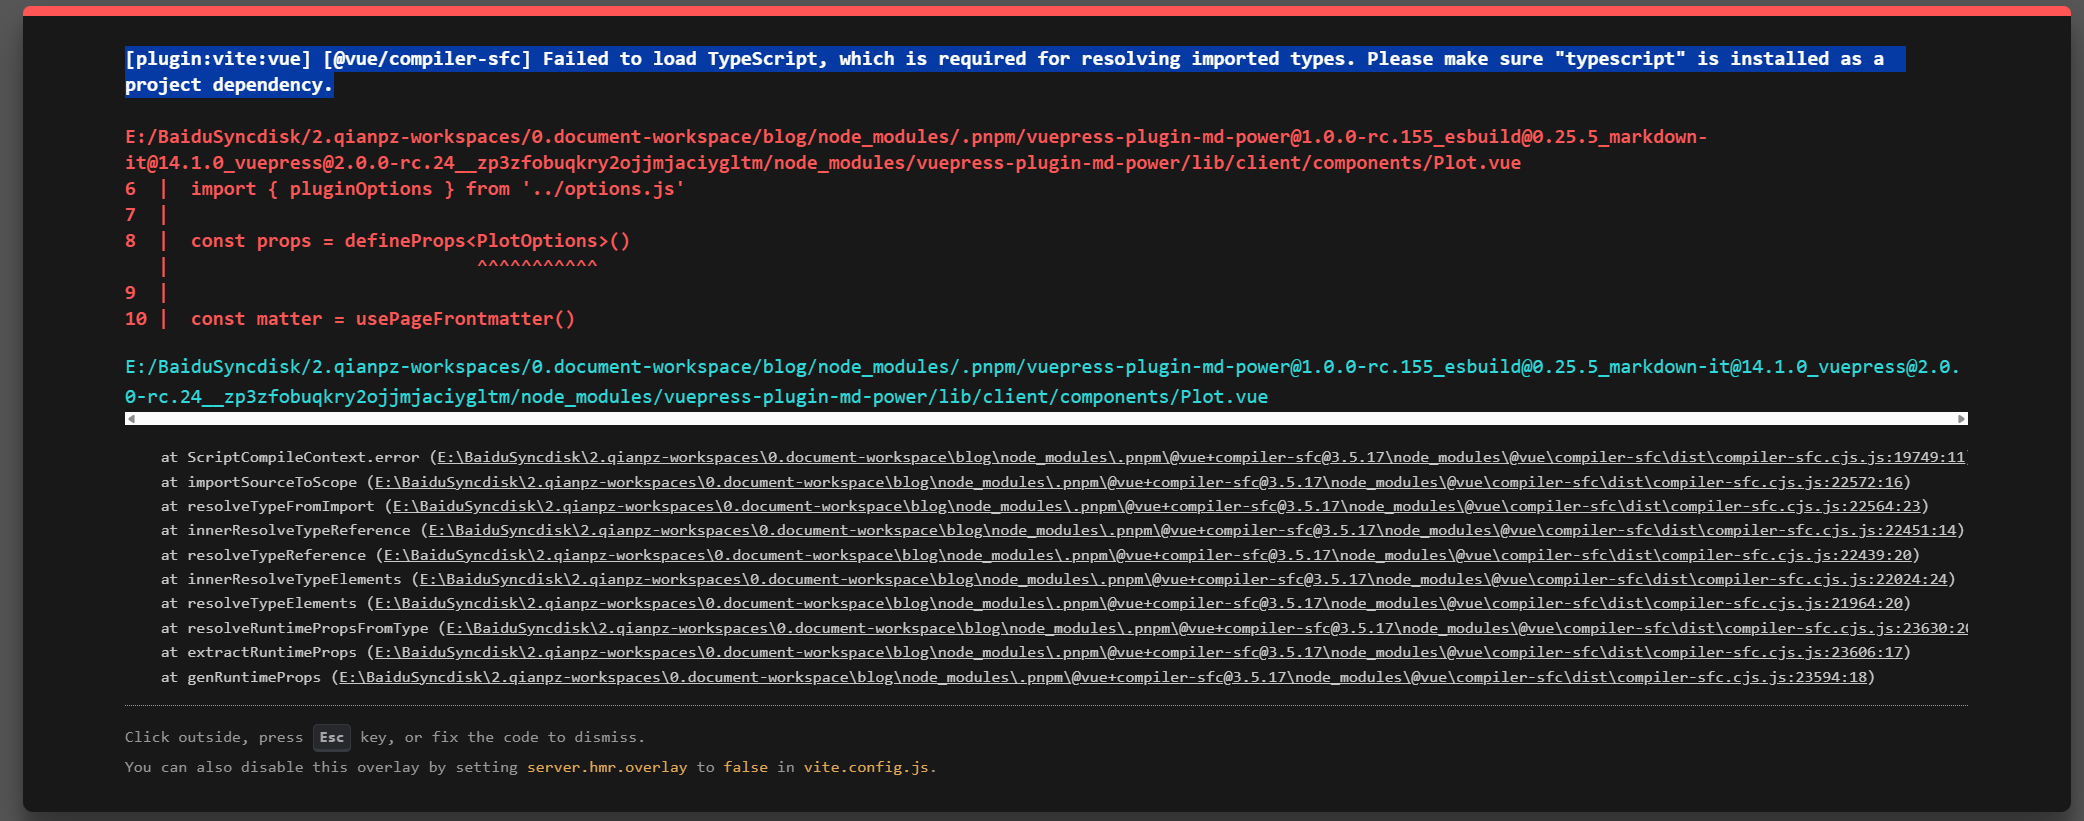 [plugin:vite:vue] [@vue/compiler-sfc] Failed to load TypeScript, which is required for resolving imported types. Please make sure "typescript" is installed as a
project dependency.
E:/BaiduSyncdisk/2.qianpz-workspaces/0.document-workspace/blog/node_modules/.pnpm/vuepress-plugin-md-power@1.0.0-rc.155_esbuild@0.25.5_markdown-
it@14.1.0_vuepress@2.0.0-rc.24__zp3zfobuqkry2ojjmjaciygltm/node_modules/vuepress-plugin-md-power/lib/client/components/Plot.vue
6  |  import { pluginOptions } from '../options.js'
7  |
8  |  const props = defineProps<PlotOptions>()
   |                            ^^^^^^^^^^^
9  |
10 |  const matter = usePageFrontmatter()
E:/BaiduSyncdisk/2.qianpz-workspaces/0.document-workspace/blog/node_modules/.pnpm/vuepress-plugin-md-power@1.0.0-rc.155_esbuild@0.25.5_markdown-it@14.1.0_vuepress@2.0.
0-rc.24__zp3zfobuqkry2ojjmjaciygltm/node_modules/vuepress-plugin-md-power/lib/client/components/Plot.vue
at ScriptCompileContext.error (E:\BaiduSyncdisk\2.qianpz-workspaces\0.document-workspace\blog\node_modules\.pnpm\@vue+compiler-sfc@3.5.17\node_modules\@vue\compiler-sfc\dist\compiler-sfc.cjs.js:19749:11)
at importSourceToScope (E:\BaiduSyncdisk\2.qianpz-workspaces\0.document-workspace\blog\node_modules\.pnpm\@vue+compiler-sfc@3.5.17\node_modules\@vue\compiler-sfc\dist\compiler-sfc.cjs.js:22572:16)
at resolveTypeFromImport (E:\BaiduSyncdisk\2.qianpz-workspaces\0.document-workspace\blog\node_modules\.pnpm\@vue+compiler-sfc@3.5.17\node_modules\@vue\compiler-sfc\dist\compiler-sfc.cjs.js:22564:23)
at innerResolveTypeReference (E:\BaiduSyncdisk\2.qianpz-workspaces\0.document-workspace\blog\node_modules\.pnpm\@vue+compiler-sfc@3.5.17\node_modules\@vue\compiler-sfc\dist\compiler-sfc.cjs.js:22451:14)
at resolveTypeReference (E:\BaiduSyncdisk\2.qianpz-workspaces\0.document-workspace\blog\node_modules\.pnpm\@vue+compiler-sfc@3.5.17\node_modules\@vue\compiler-sfc\dist\compiler-sfc.cjs.js:22439:20)
at innerResolveTypeElements (E:\BaiduSyncdisk\2.qianpz-workspaces\0.document-workspace\blog\node_modules\.pnpm\@vue+compiler-sfc@3.5.17\node_modules\@vue\compiler-sfc\dist\compiler-sfc.cjs.js:22024:24)
at resolveTypeElements (E:\BaiduSyncdisk\2.qianpz-workspaces\0.document-workspace\blog\node_modules\.pnpm\@vue+compiler-sfc@3.5.17\node_modules\@vue\compiler-sfc\dist\compiler-sfc.cjs.js:21964:20)
at resolveRuntimePropsFromType (E:\BaiduSyncdisk\2.qianpz-workspaces\0.document-workspace\blog\node_modules\.pnpm\@vue+compiler-sfc@3.5.17\node_modules\@vue\compiler-sfc\dist\compiler-sfc.cjs.js:23630:20
at extractRuntimeProps (E:\BaiduSyncdisk\2.qianpz-workspaces\0.document-workspace\blog\node_modules\.pnpm\@vue+compiler-sfc@3.5.17\node_modules\@vue\compiler-sfc\dist\compiler-sfc.cjs.js:23606:17)
at genRuntimeProps (E:\BaiduSyncdisk\2.qianpz-workspaces\0.document-workspace\blog\node_modules\.pnpm\@vue+compiler-sfc@3.5.17\node_modules\@vue\compiler-sfc\dist\compiler-sfc.cjs.js:23594:18)
Click outside, press Esc key, or fix the code to dismiss.
You can also disable this overlay by setting server.hmr.overlay to false in vite.config.js.